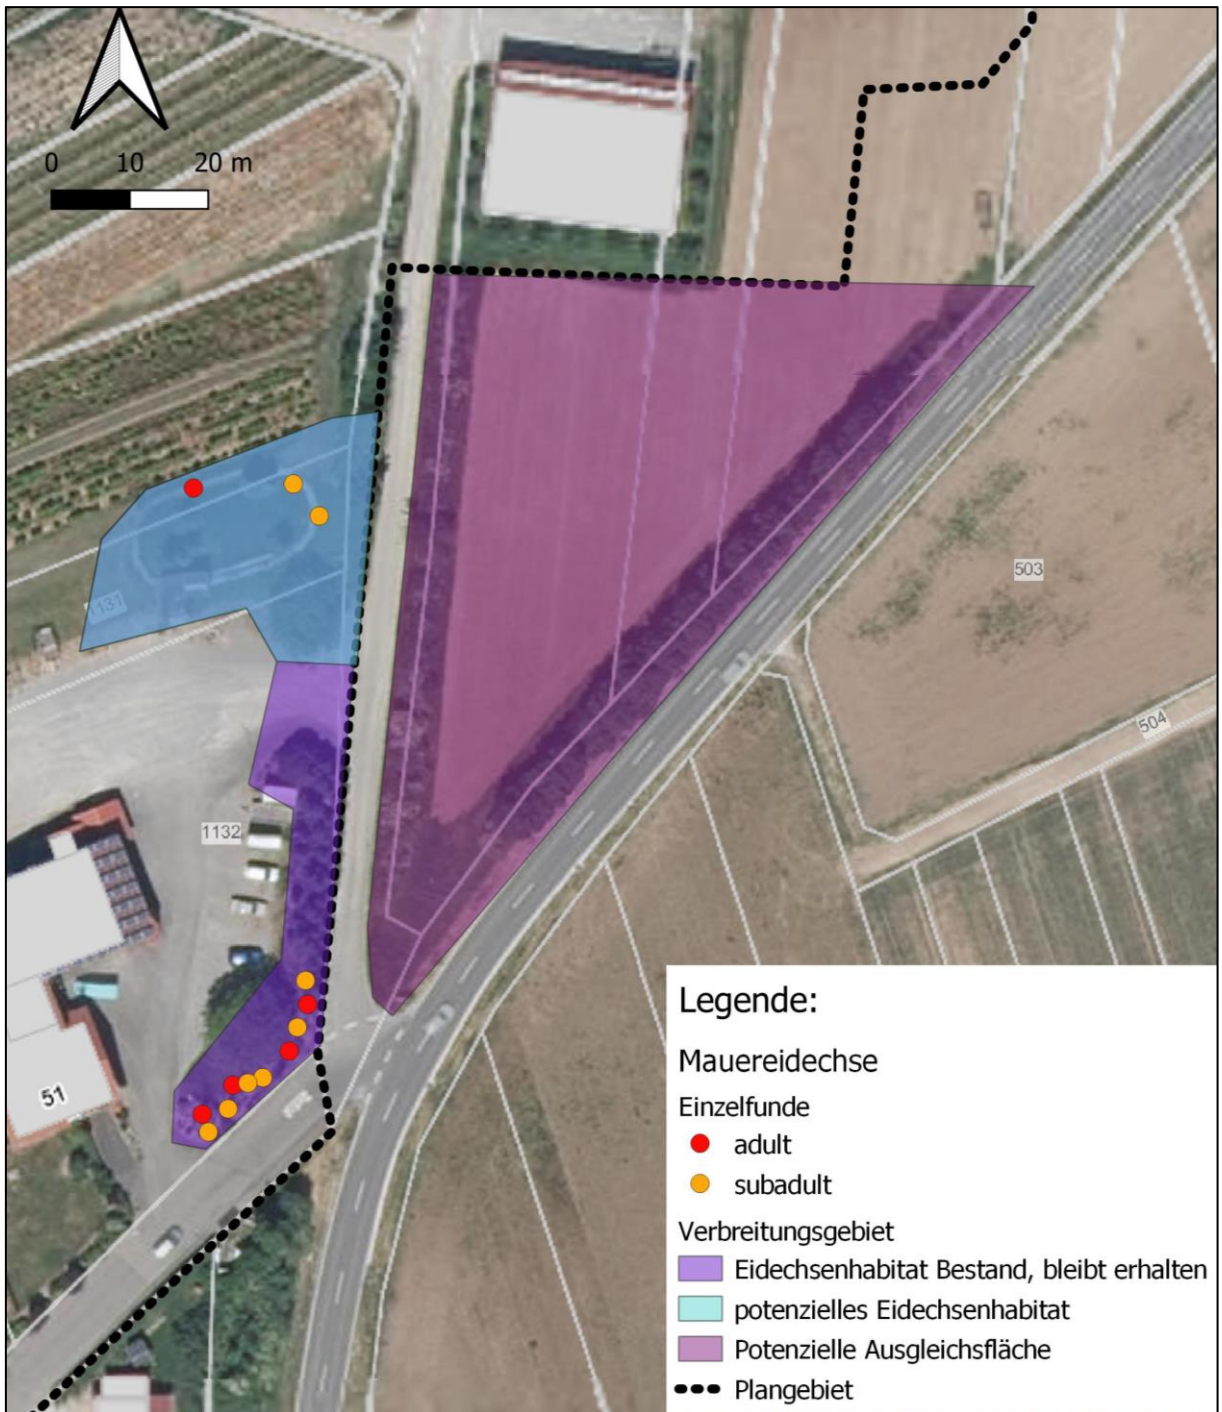 0 10 20 m
1131
503
504
1132
51
Legende:
Mauereidechse
Einzelfunde
adult
subadult
Verbreitungsgebiet
Eidechsenhabitat Bestand, bleibt erhalten
potenzielles Eidechsenhabitat
Potenzielle Ausgleichsfläche
Plangebiet